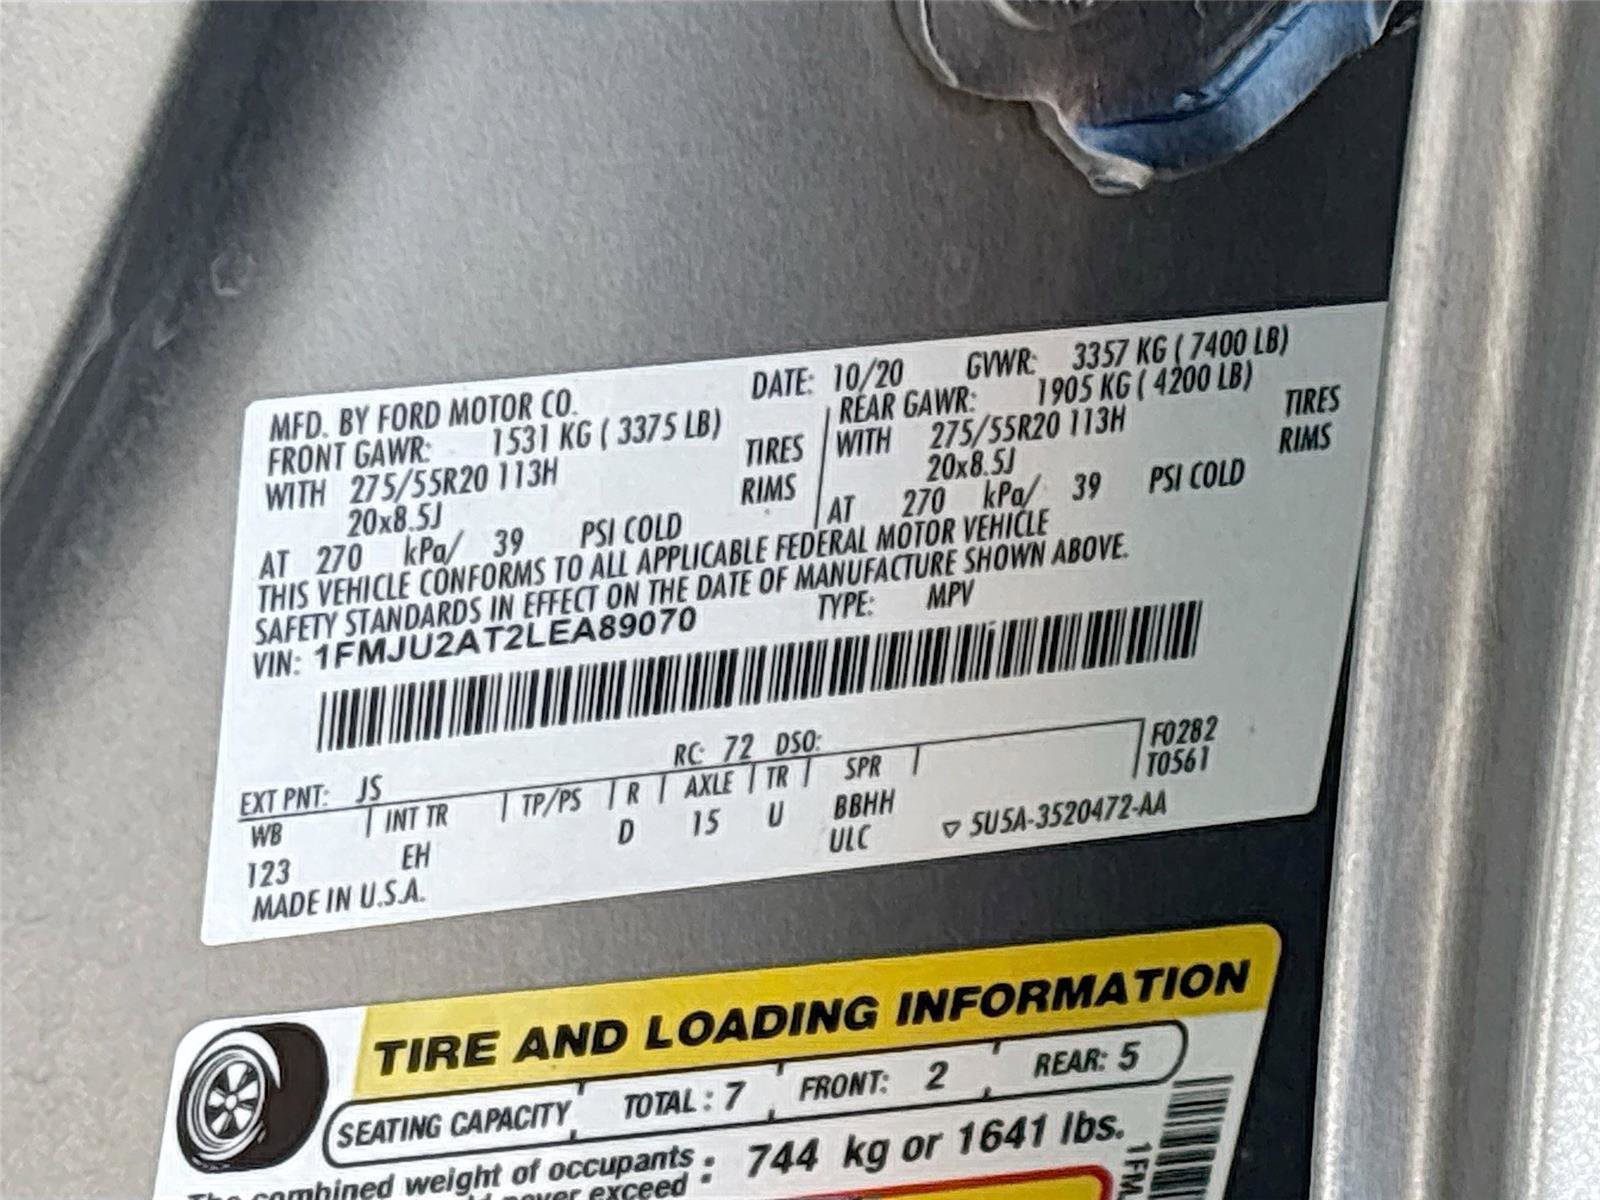 MFD. BY FORD MOTOR CO. DATE: 10/20 GVWR: 3357 KG ( 7400 LB)
FRONT GAWR: 1531 KG ( 3375 LB) REAR GAWR: 1905 KG ( 4200 LB)
WITH 275/55R20 113H TIRES WITH 275/55R20 113H TIRES
20x8.5J RIMS 20x8.5J RIMS
AT 270 kPa/ 39 PSI COLD AT 270 kPa/ 39 PSI COLD
THIS VEHICLE CONFORMS TO ALL APPLICABLE FEDERAL MOTOR VEHICLE
SAFETY STANDARDS IN EFFECT ON THE DATE OF MANUFACTURE SHOWN ABOVE.
VIN: 1FMJU2AT2LEA89070 TYPE: MPV
EXT PNT: JS RC: 72 DSO: F0282
WB INT TR TP/PS R AXLE TR SPR T0561
123 EH D 15 U BBHH
ULC ▽ 5U5A-3520472-AA
MADE IN U.S.A.
TIRE AND LOADING INFORMATION
SEATING CAPACITY TOTAL : 7 FRONT: 2 REAR: 5
The combined weight of occupants : 744 kg or 1641 lbs.
never exceed :
1FM